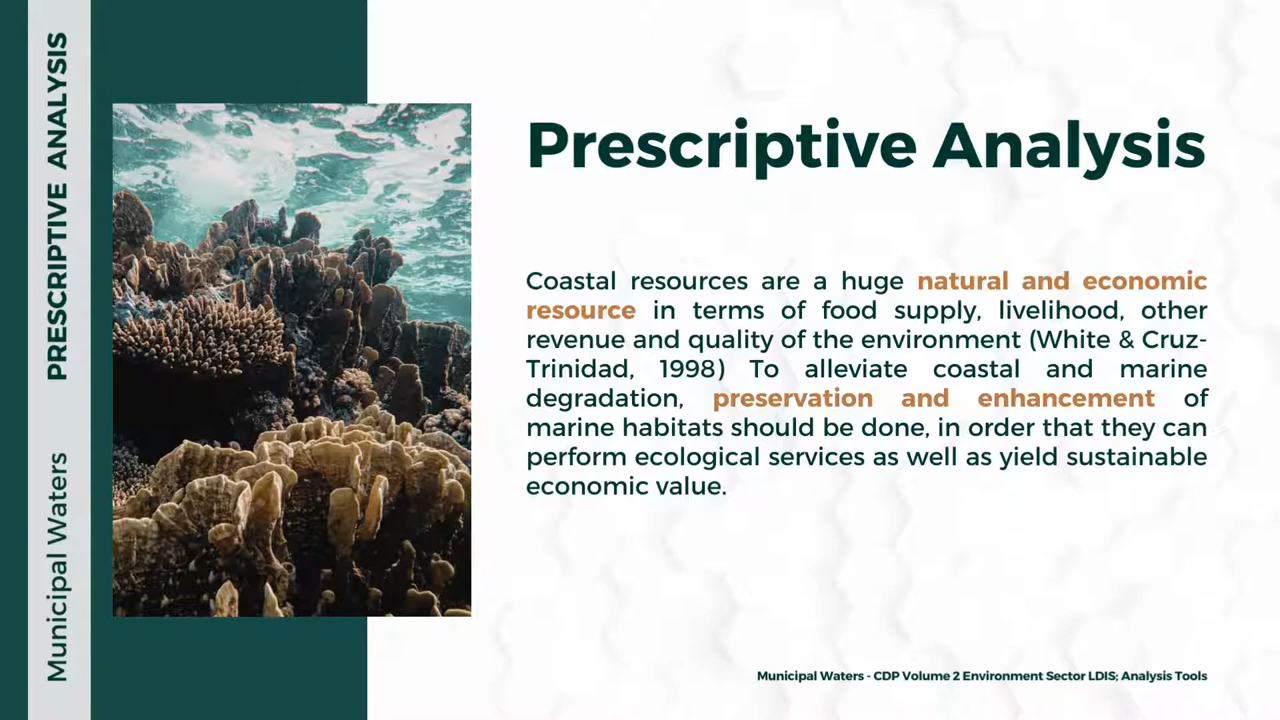 PRESCRIPTIVE ANALYSIS
Municipal Waters
Prescriptive Analysis
Coastal resources are a huge natural and economic
resource in terms of food supply, livelihood, other
revenue and quality of the environment (White & Cruz-
Trinidad, 1998) To alleviate coastal and marine
degradation, preservation and enhancement of
marine habitats should be done, in order that they can
perform ecological services as well as yield sustainable
economic value.
Municipal Waters - CDP Volume 2 Environment Sector LDIS; Analysis Tools